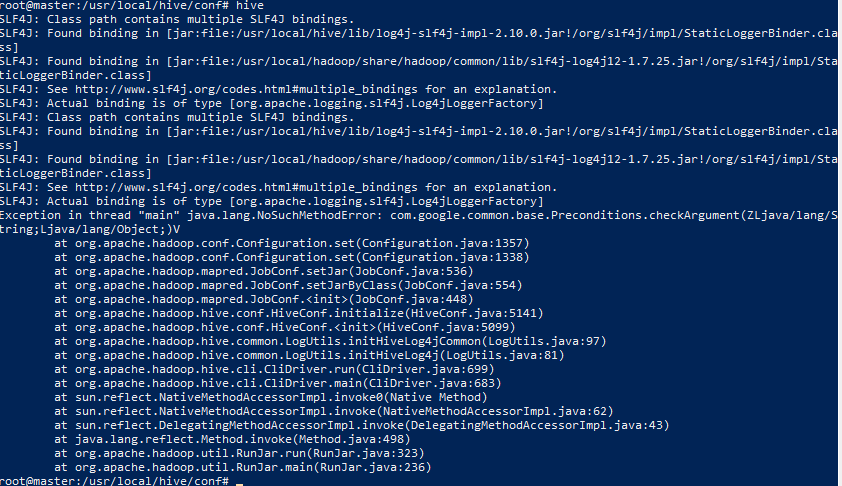 root@master:/usr/local/hive/conf# hive
SLF4J: Class path contains multiple SLF4J bindings.
SLF4J: Found binding in [jar:file:/usr/local/hive/lib/log4j-slf4j-impl-2.10.0.jar!/org/slf4j/impl/StaticLoggerBinder.cla
ss]
SLF4J: Found binding in [jar:file:/usr/local/hadoop/share/hadoop/common/lib/slf4j-log4j12-1.7.25.jar!/org/slf4j/impl/Sta
ticLoggerBinder.class]
SLF4J: See http://www.slf4j.org/codes.html#multiple_bindings for an explanation.
SLF4J: Actual binding is of type [org.apache.logging.slf4j.Log4jLoggerFactory]
SLF4J: Class path contains multiple SLF4J bindings.
SLF4J: Found binding in [jar:file:/usr/local/hive/lib/log4j-slf4j-impl-2.10.0.jar!/org/slf4j/impl/StaticLoggerBinder.cla
ss]
SLF4J: Found binding in [jar:file:/usr/local/hadoop/share/hadoop/common/lib/slf4j-log4j12-1.7.25.jar!/org/slf4j/impl/Sta
ticLoggerBinder.class]
SLF4J: See http://www.slf4j.org/codes.html#multiple_bindings for an explanation.
SLF4J: Actual binding is of type [org.apache.logging.slf4j.Log4jLoggerFactory]
Exception in thread "main" java.lang.NoSuchMethodError: com.google.common.base.Preconditions.checkArgument(ZLjava/lang/S
tring;Ljava/lang/Object;)V
at org.apache.hadoop.conf.Configuration.set(Configuration.java:1357)
at org.apache.hadoop.conf.Configuration.set(Configuration.java:1338)
at org.apache.hadoop.mapred.JobConf.setJar(JobConf.java:536)
at org.apache.hadoop.mapred.JobConf.setJarByClass(JobConf.java:554)
at org.apache.hadoop.mapred.JobConf.<init>(JobConf.java:448)
at org.apache.hadoop.hive.conf.HiveConf.initialize(HiveConf.java:5141)
at org.apache.hadoop.hive.conf.HiveConf.<init>(HiveConf.java:5099)
at org.apache.hadoop.hive.common.LogUtils.initHiveLog4jCommon(LogUtils.java:97)
at org.apache.hadoop.hive.common.LogUtils.initHiveLog4j(LogUtils.java:81)
at org.apache.hadoop.hive.cli.CliDriver.run(CliDriver.java:699)
at org.apache.hadoop.hive.cli.CliDriver.main(CliDriver.java:683)
at sun.reflect.NativeMethodAccessorImpl.invoke0(Native Method)
at sun.reflect.NativeMethodAccessorImpl.invoke(NativeMethodAccessorImpl.java:62)
at sun.reflect.DelegatingMethodAccessorImpl.invoke(DelegatingMethodAccessorImpl.java:43)
at java.lang.reflect.Method.invoke(Method.java:498)
at org.apache.hadoop.util.RunJar.run(RunJar.java:323)
at org.apache.hadoop.util.RunJar.main(RunJar.java:236)
root@master:/usr/local/hive/conf# _